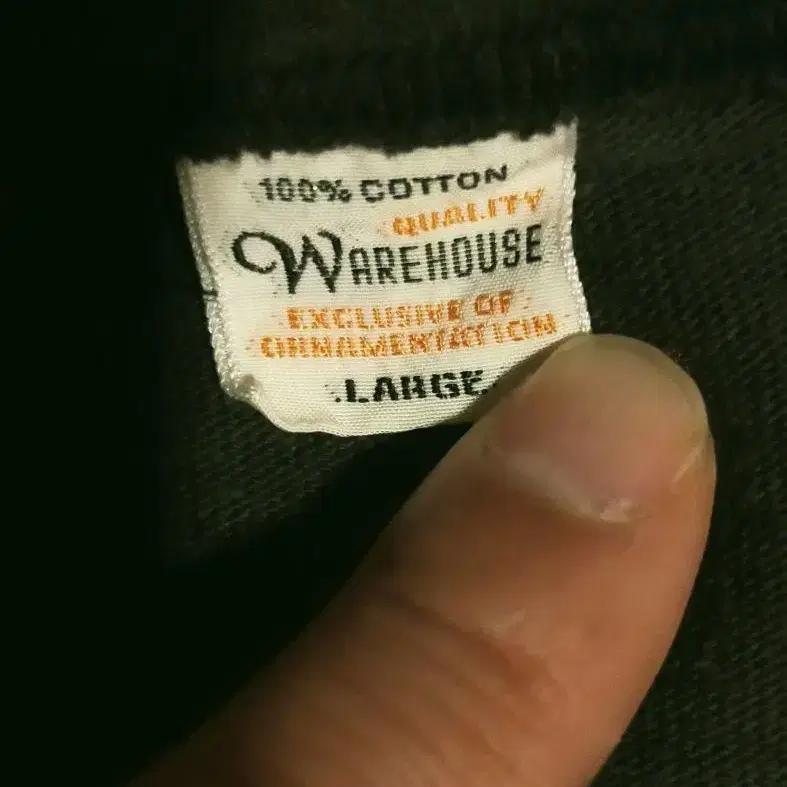 100% COTTON
QUALITY
WAREHOUSE
EXCLUSIVE OF
ORNAMENTATION
LARGE